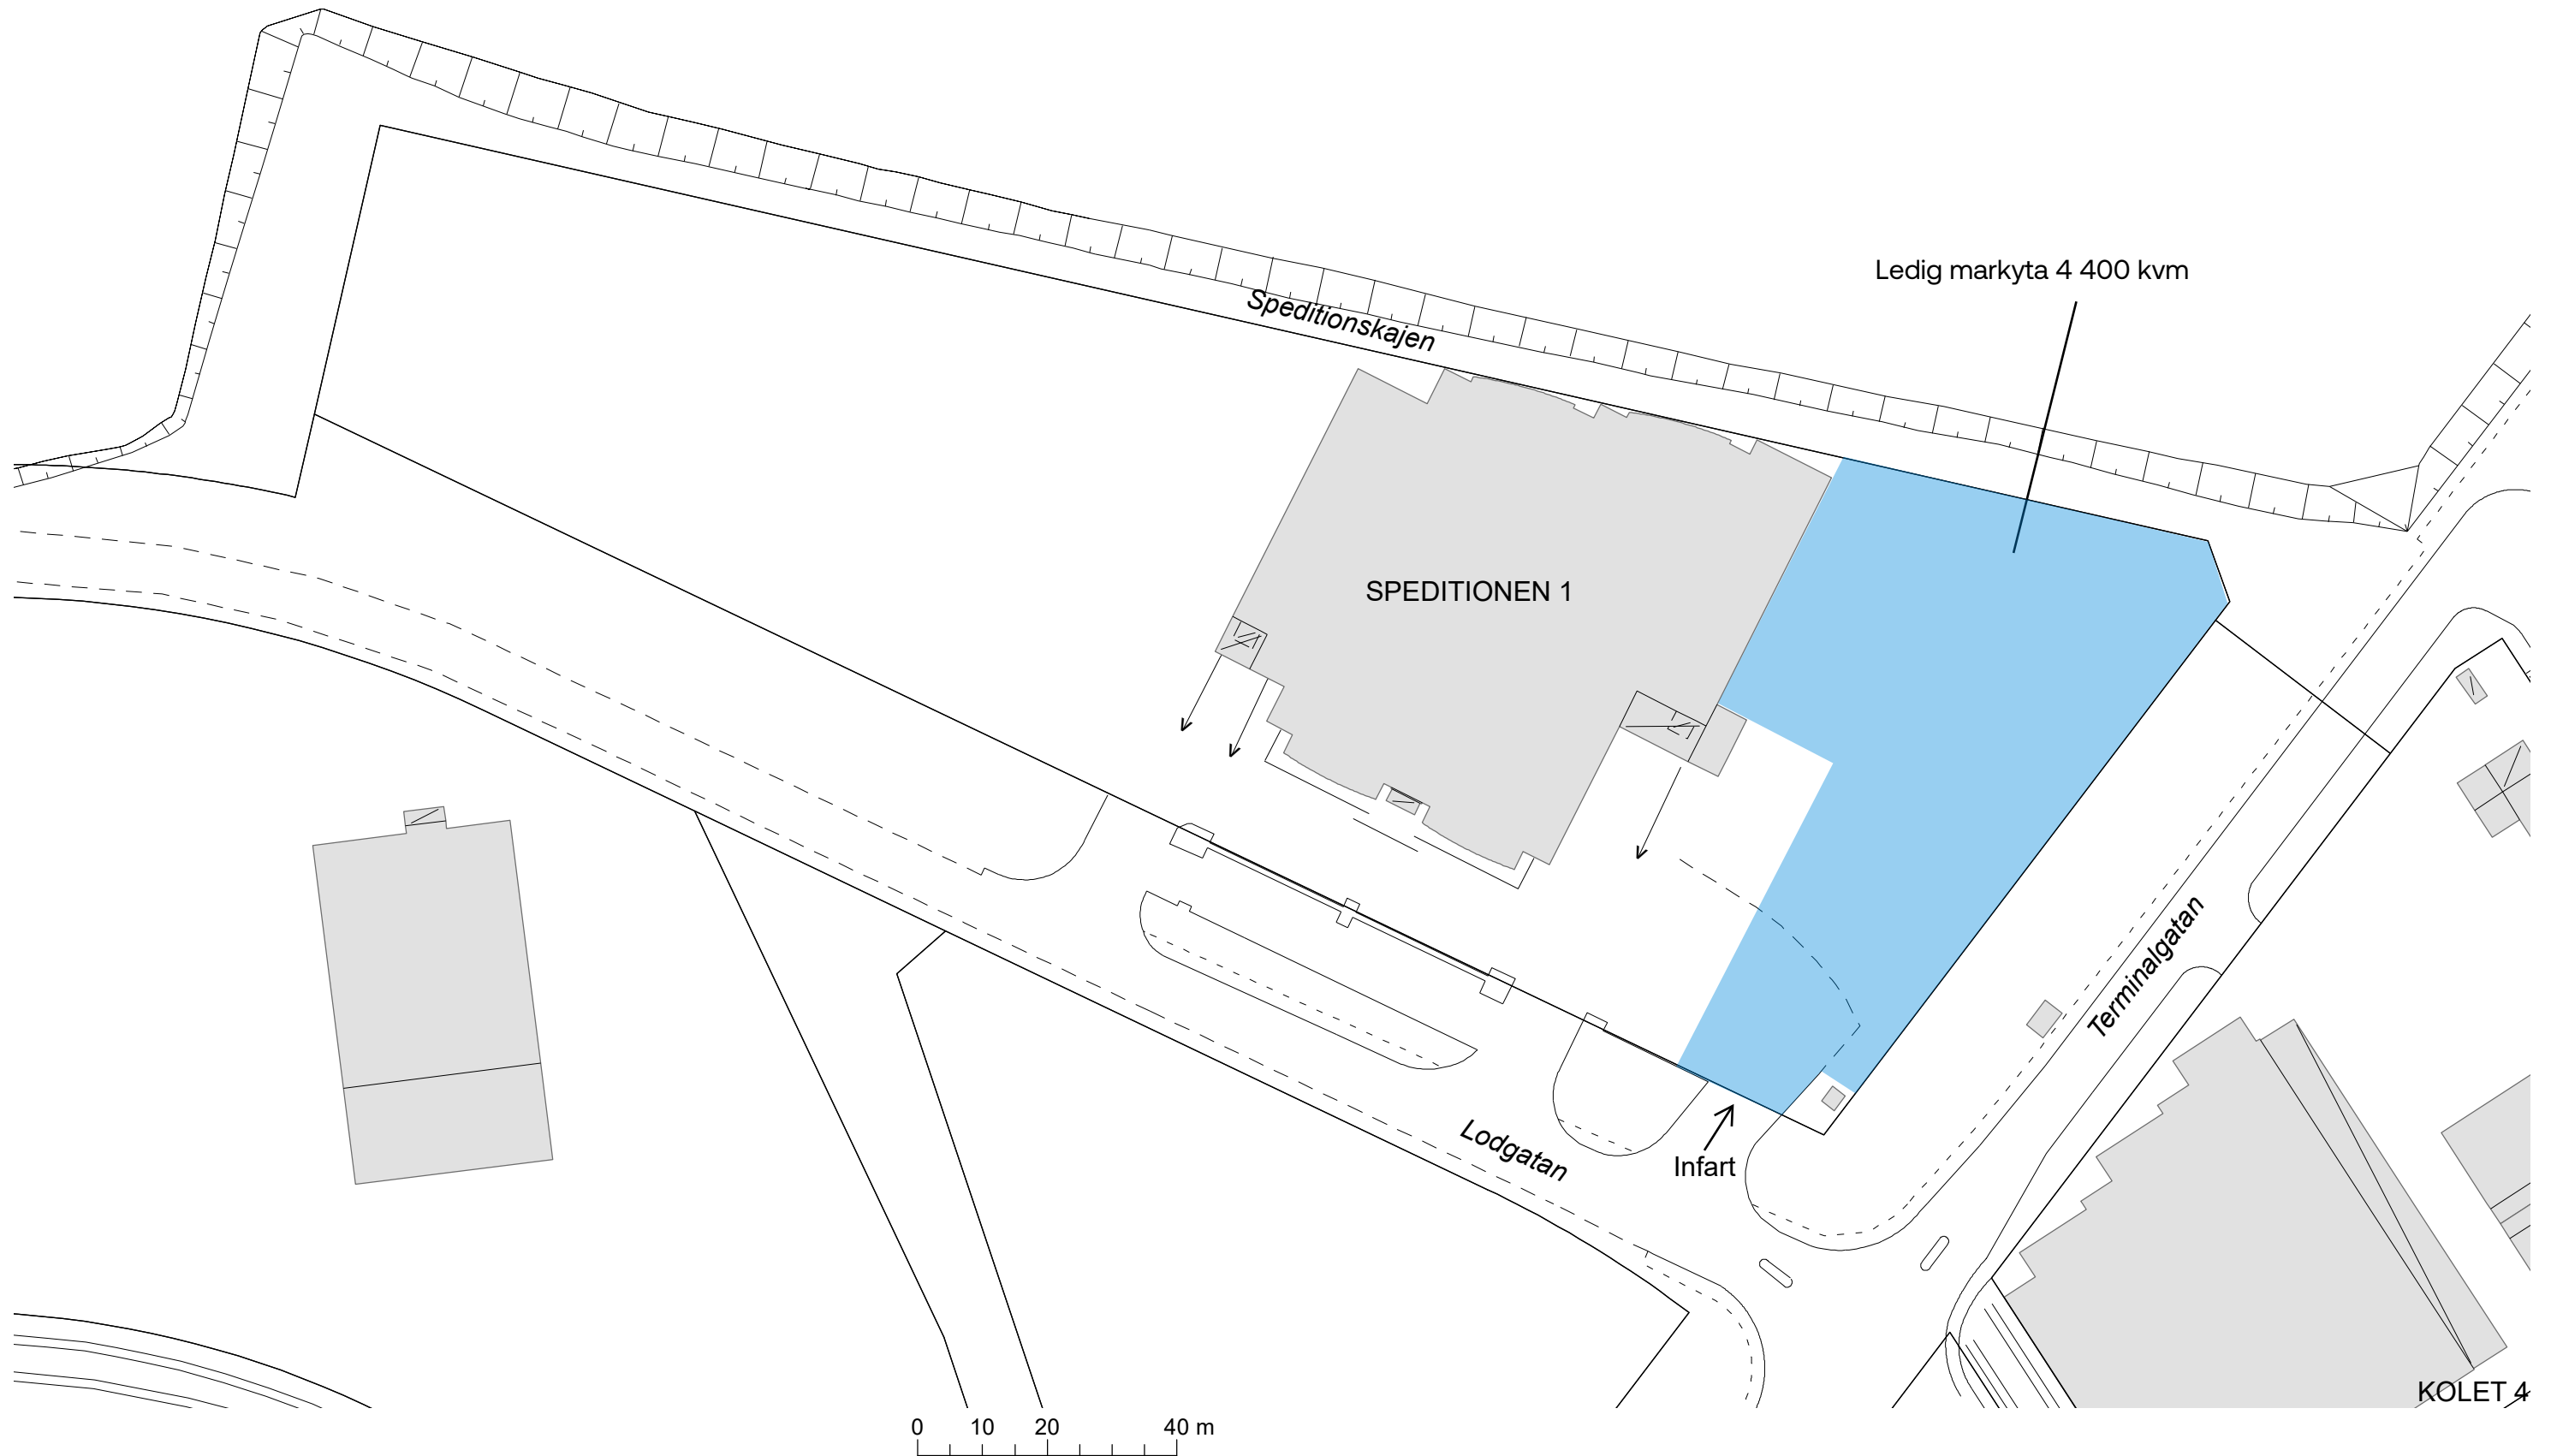 Ledig markyta 4 400 kvm
Speditionskajen
SPEDITIONEN 1
Terminalgatan
Lodgatan
Infart
KOLET 4
0 10 20 40 m